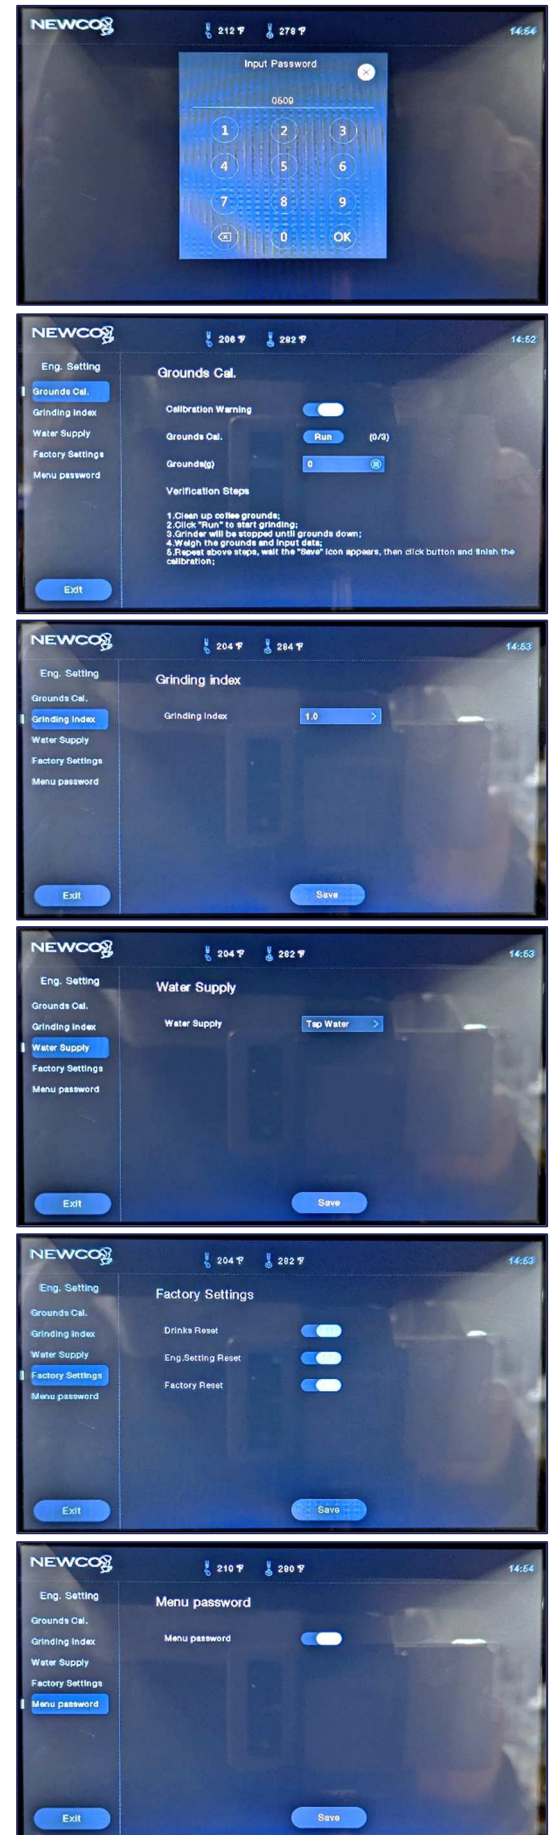 NEWCO
212 ℉ 278 ℉ 14:54
Input Password
0609
1 2 3
4 5 6
7 8 9
0 OK
NEWCO
206 ℉ 282 ℉ 14:52
Eng. Setting
Grounds Cal.
Grinding index
Water Supply
Factory Settings
Menu password
Exit
Grounds Cal.
Calibration Warning
Grounds Cal. Run (0/3)
Grounds(g) 0
Verification Steps
1.Clean up coffee grounds;
2.Click "Run" to start grinding;
3.Grinder will be stopped until grounds down;
4.Weigh the grounds and input data;
5.Repeat above steps, wait the "Save" icon appears, then click button and finish the
calibration;
NEWCO
204 ℉ 284 ℉ 14:53
Eng. Setting
Grounds Cal.
Grinding index
Water Supply
Factory Settings
Menu password
Exit
Grinding index
Grinding index 1.0 >
Save
NEWCO
204 ℉ 282 ℉ 14:53
Eng. Setting
Grounds Cal.
Grinding index
Water Supply
Factory Settings
Menu password
Exit
Water Supply
Water Supply Tap Water >
Save
NEWCO
204 ℉ 282 ℉ 14:53
Eng. Setting
Grounds Cal.
Grinding index
Water Supply
Factory Settings
Menu password
Exit
Factory Settings
Drinks Reset
Eng.Setting Reset
Factory Reset
Save
NEWCO
210 ℉ 280 ℉ 14:54
Eng. Setting
Grounds Cal.
Grinding index
Water Supply
Factory Settings
Menu password
Exit
Menu password
Menu password
Save